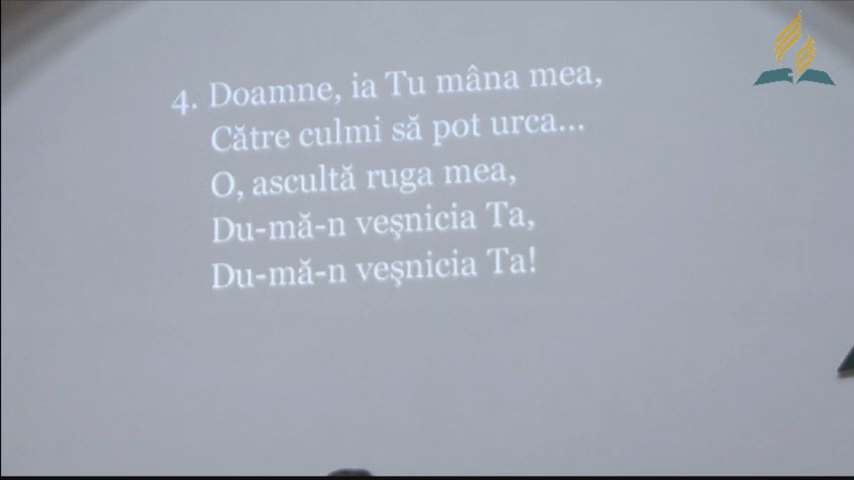 4. Doamne, ia Tu mâna mea,
Către culmi să pot urca...
O, ascultă ruga mea,
Du-mă-n veşnicia Ta,
Du-mă-n veşnicia Ta!